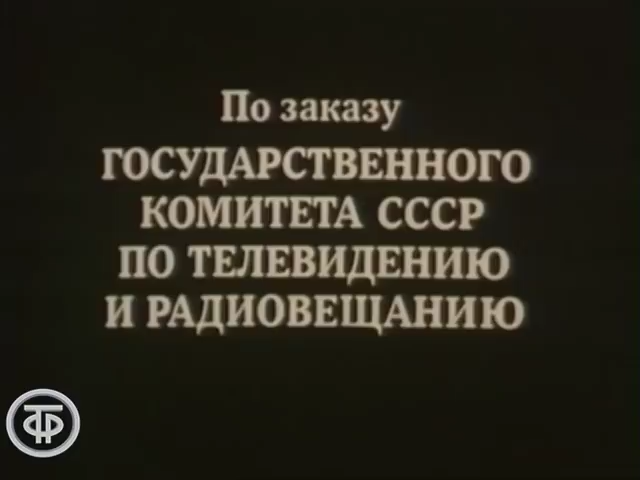 По заказу
ГОСУДАРСТВЕННОГО
КОМИТЕТА СССР
ПО ТЕЛЕВИДЕНИЮ
И РАДИОВЕЩАНИЮ